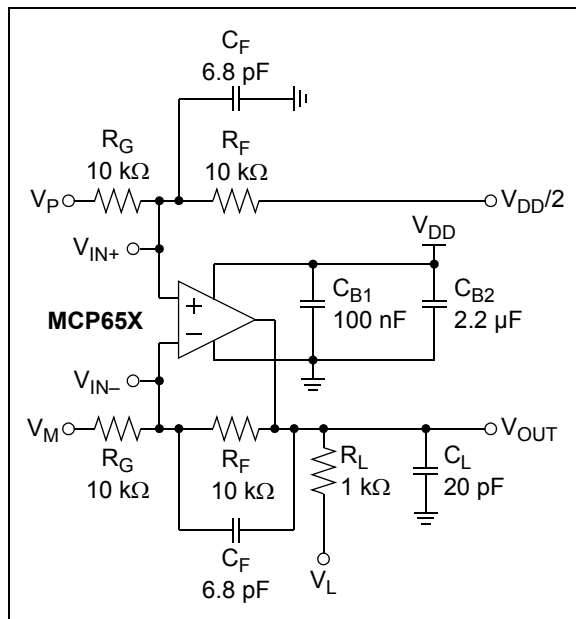 C_F
6.8 pF
R_G
10 kΩ
R_F
10 kΩ
V_P
V_DD/2
V_IN+
V_DD
MCP65X
C_B1
100 nF
C_B2
2.2 µF
+
–
V_IN–
V_M
V_OUT
R_G
10 kΩ
R_F
10 kΩ
R_L
1 kΩ
C_L
20 pF
C_F
6.8 pF
V_L